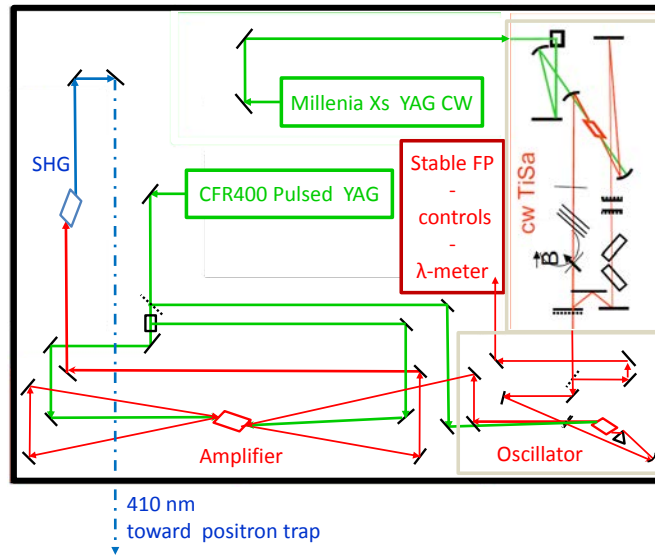 Millenia Xs YAG CW
SHG
CFR400 Pulsed YAG
Stable FP
-
controls
-
λ-meter
cw TiSa
B
Amplifier
Oscillator
410 nm
toward positron trap